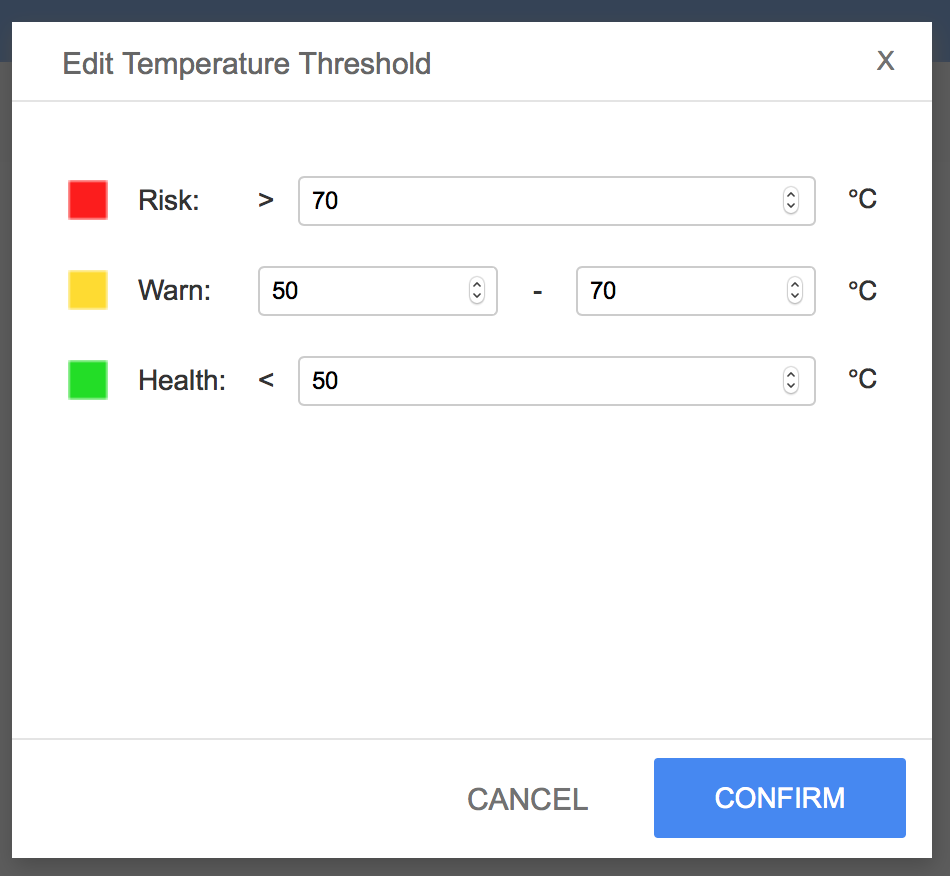 Edit Temperature Threshold X
Risk: > 70 °C
Warn: 50 - 70 °C
Health: < 50 °C
CANCEL CONFIRM